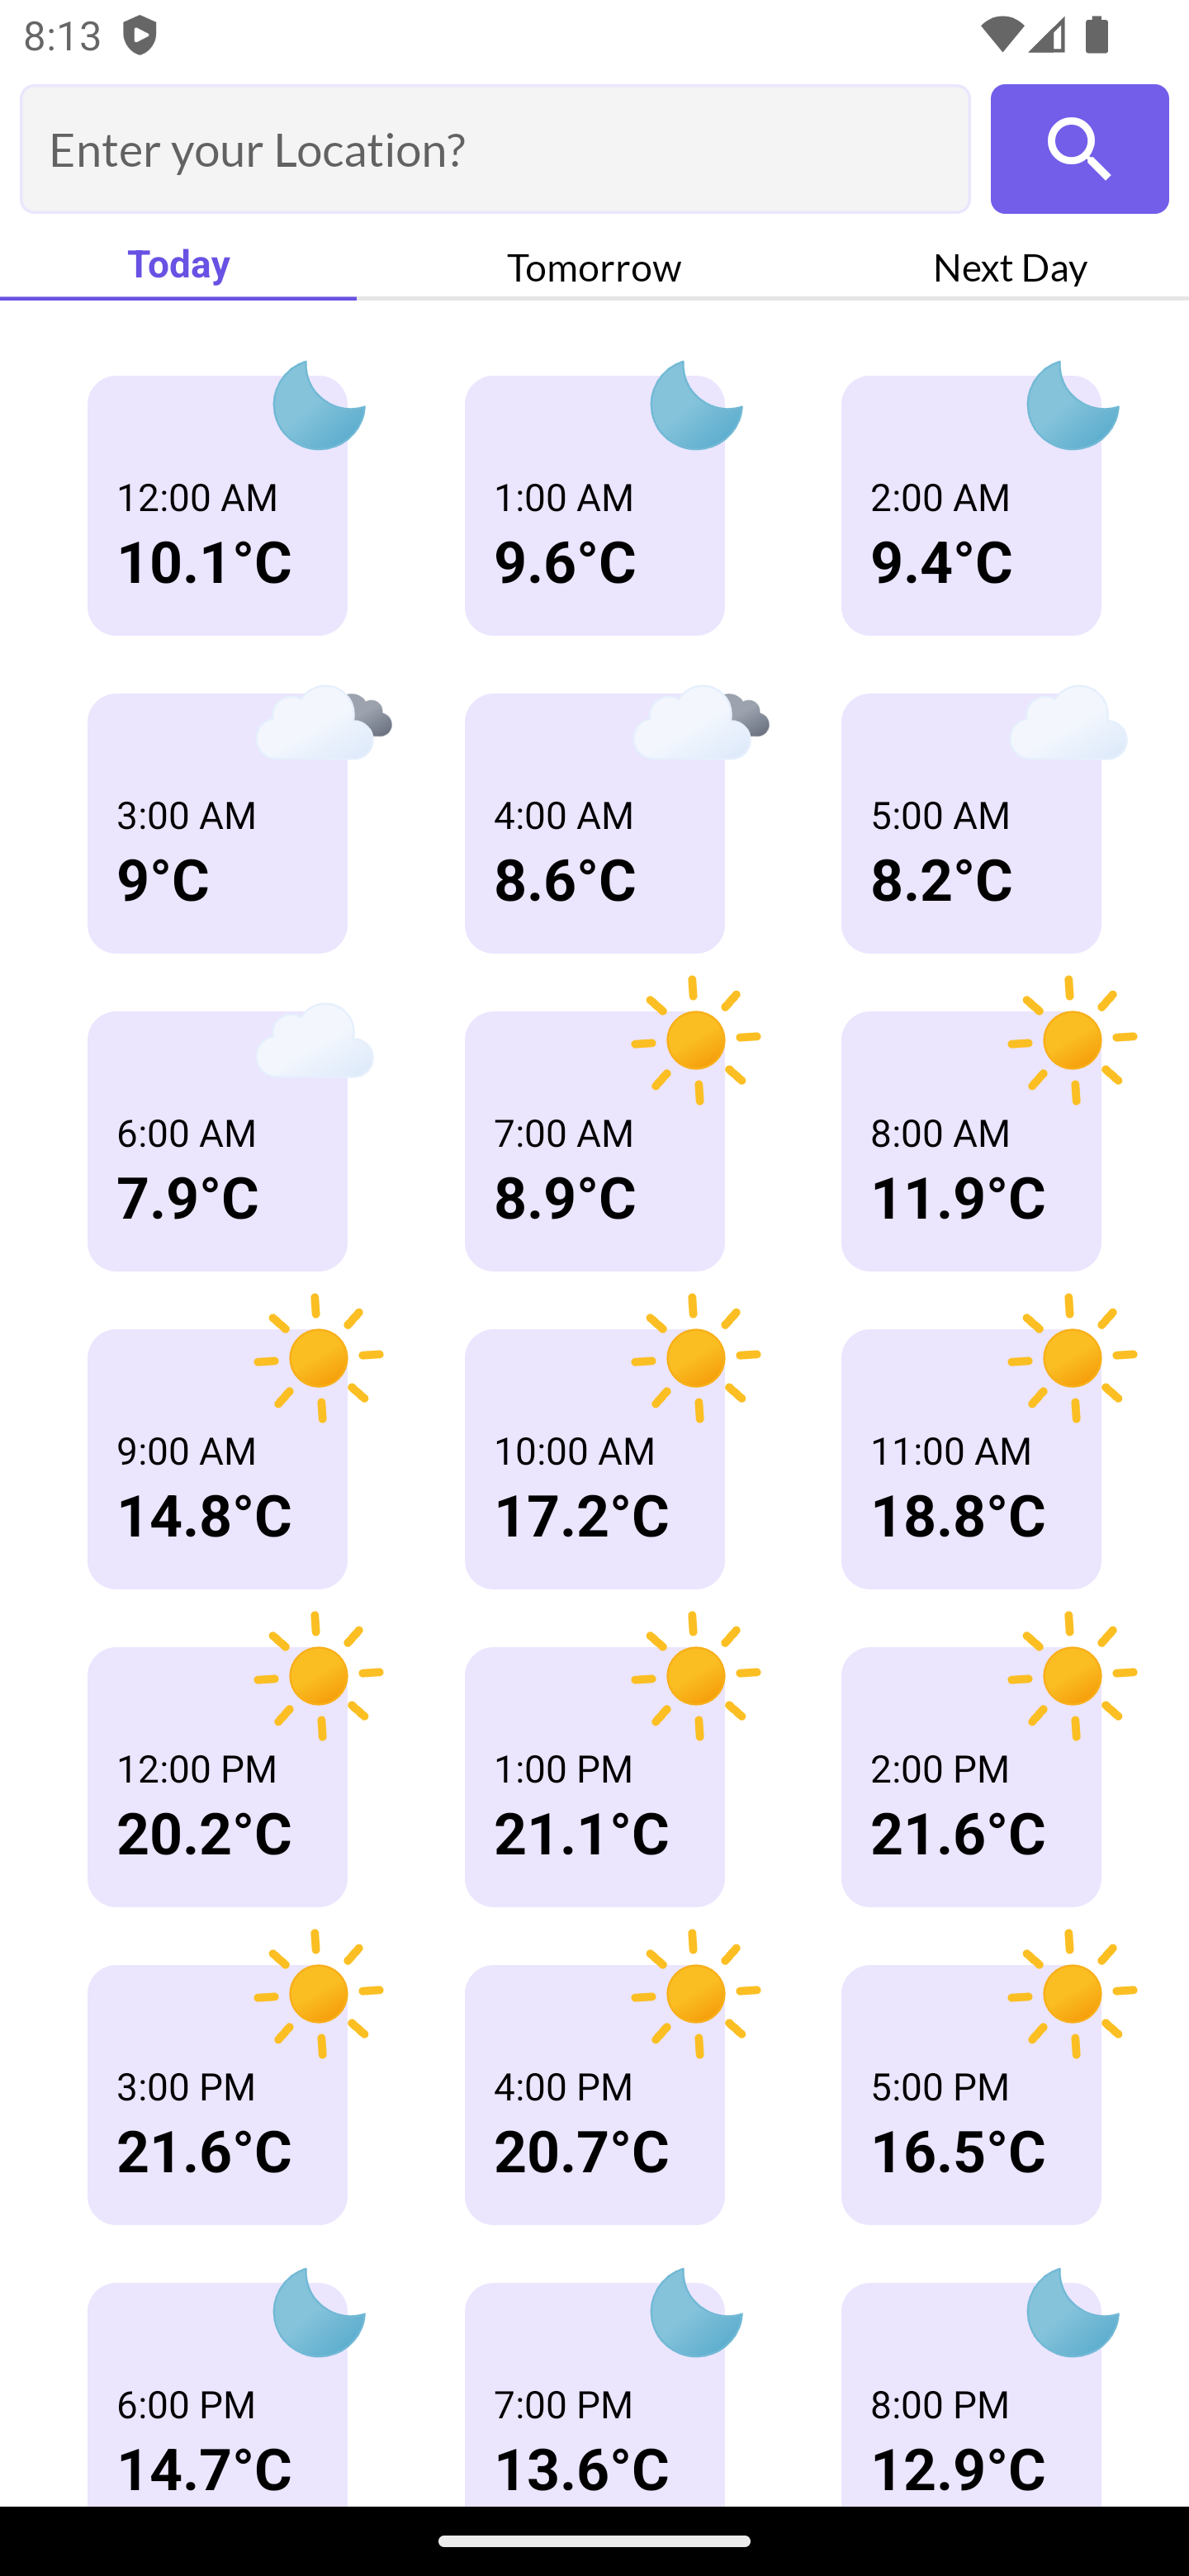 8:13
Enter your Location?
Today Tomorrow Next Day
12:00 AM 1:00 AM 2:00 AM
10.1°C 9.6°C 9.4°C
3:00 AM 4:00 AM 5:00 AM
9°C 8.6°C 8.2°C
6:00 AM 7:00 AM 8:00 AM
7.9°C 8.9°C 11.9°C
9:00 AM 10:00 AM 11:00 AM
14.8°C 17.2°C 18.8°C
12:00 PM 1:00 PM 2:00 PM
20.2°C 21.1°C 21.6°C
3:00 PM 4:00 PM 5:00 PM
21.6°C 20.7°C 16.5°C
6:00 PM 7:00 PM 8:00 PM
14.7°C 13.6°C 12.9°C